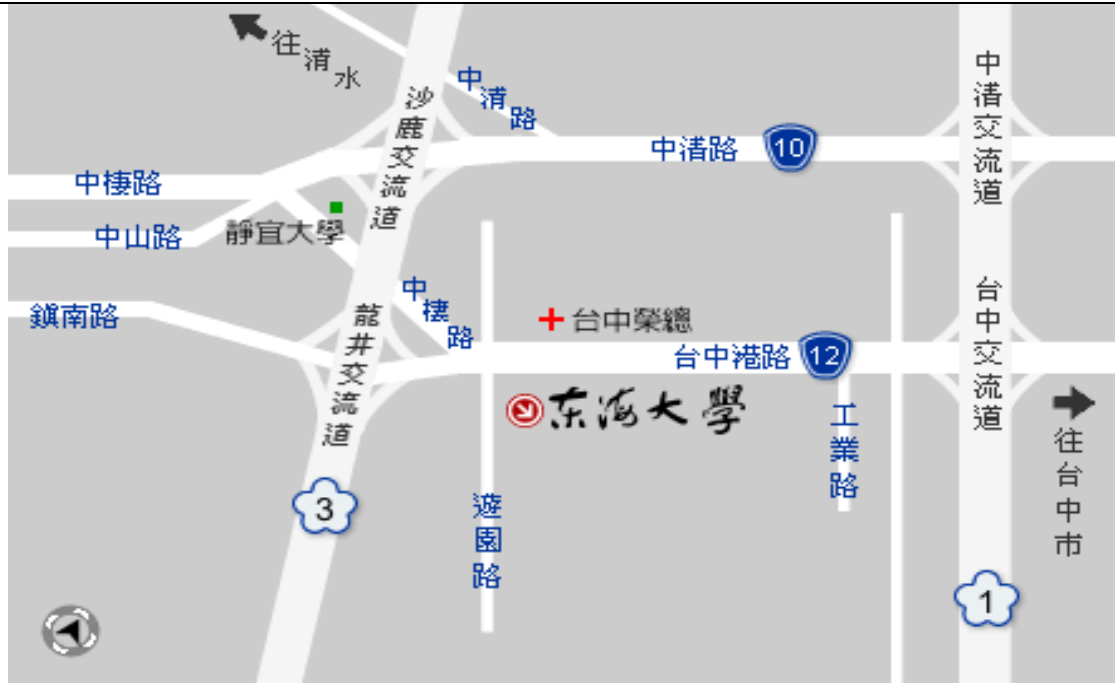 往清水
中清路
沙鹿交流道
中清交流道
中清路
10
中棲路
中山路
靜宜大學
鎮南路
中棲路
龍井交流道
台中榮總
台中港路
12
台中交流道
东海大學
工業路
往台中市
遊園路
3
1